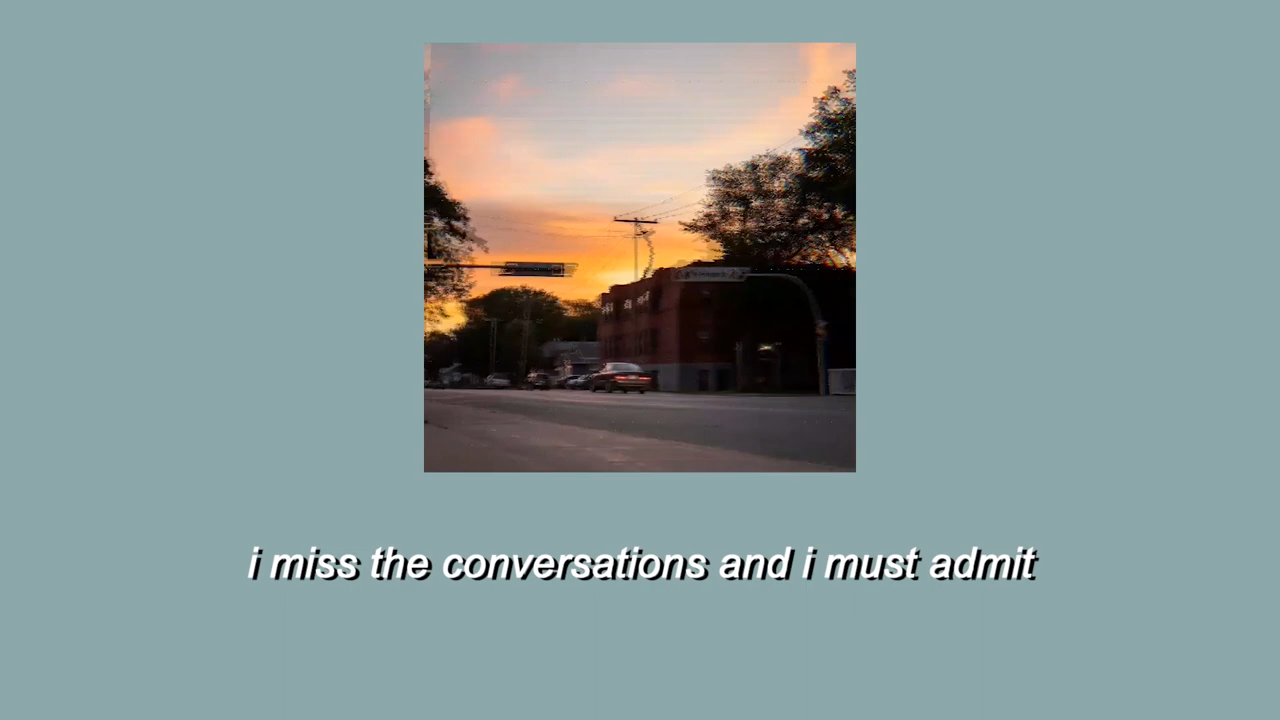 i miss the conversations and i must admit